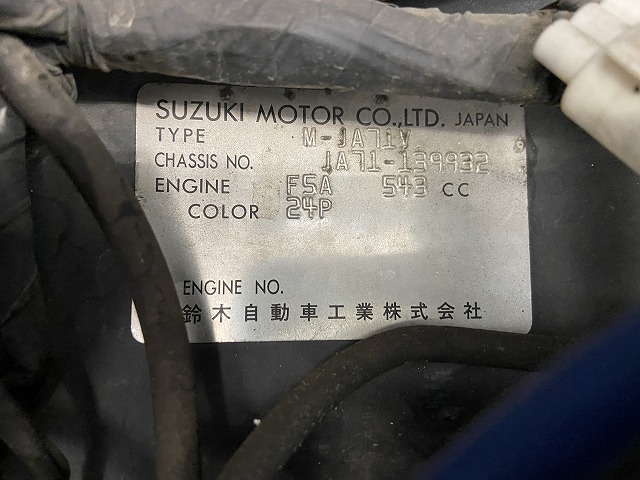 SUZUKI MOTOR CO.,LTD. JAPAN
TYPE M-JA71V
CHASSIS NO. JA71-139932
ENGINE F5A 543 CC
COLOR 24P
ENGINE NO.
鈴木自動車工業株式会社